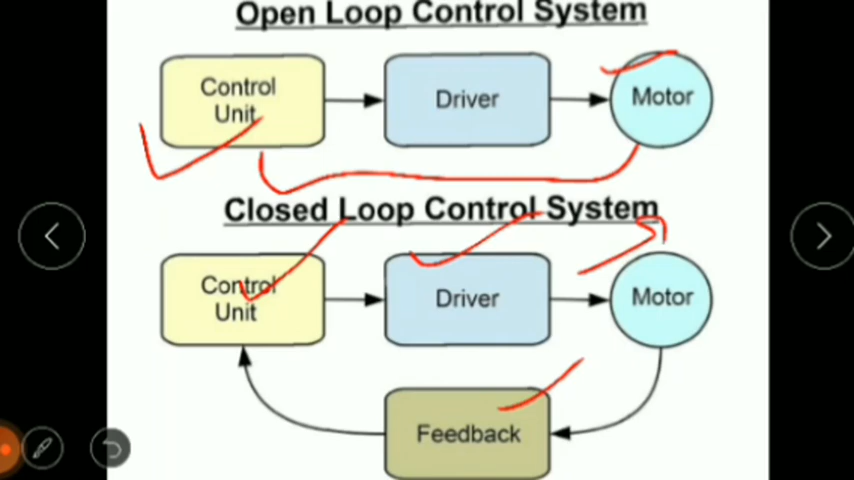 Open Loop Control System
Control
Unit
Driver
Motor
Closed Loop Control System
Control
Unit
Driver
Motor
Feedback